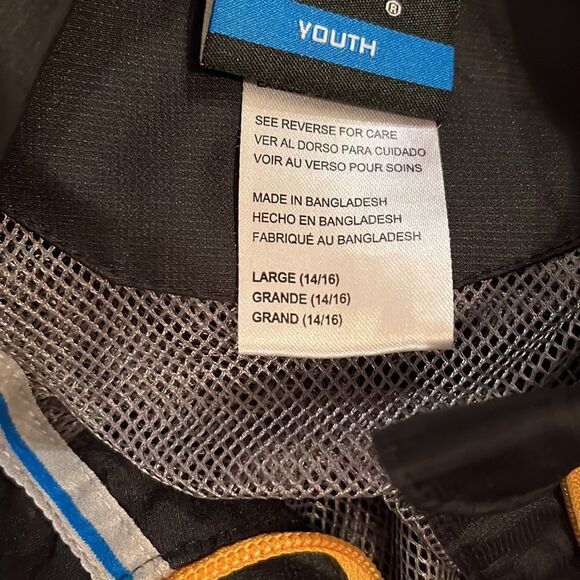 ®
YOUTH
SEE REVERSE FOR CARE
VER AL DORSO PARA CUIDADO
VOIR AU VERSO POUR SOINS
MADE IN BANGLADESH
HECHO EN BANGLADESH
FABRIQUÉ AU BANGLADESH
LARGE (14/16)
GRANDE (14/16)
GRAND (14/16)